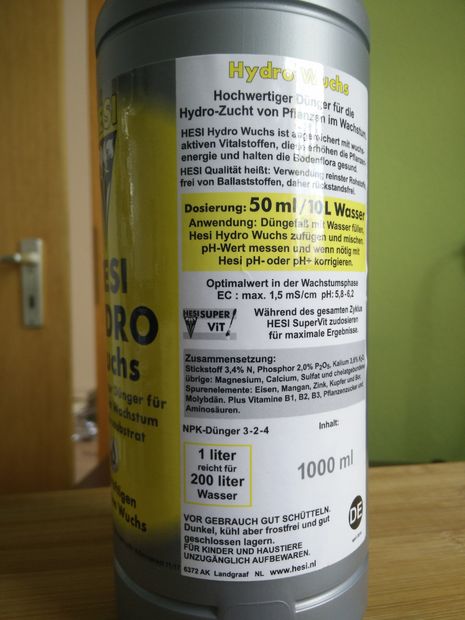 HESI
HESI
DRO
uchs
er Dünger für
Wachstum
substrat
Wuchs
Hydro Wuchs
Hochwertiger Dünger für die
Hydro-Zucht von Pflanzen im Wachstum.
HESI Hydro Wuchs ist angereichert mit wuchs-
aktiven Vitalstoffen, diese erhöhen die Pflanzen-
energie und halten die Bodenflora gesund.
HESI Qualität heißt: Verwendung reinster Rohstoffe,
frei von Ballaststoffen, daher rückstandsfrei.
Dosierung: 50 ml/10L Wasser
Anwendung: Düngefaß mit Wasser füllen,
Hesi Hydro Wuchs zufügen und mischen,
pH-Wert messen und wenn nötig mit
Hesi pH- oder pH+ korrigieren.
Optimalwert in der Wachstumsphase
EC : max. 1,5 mS/cm pH: 5,8-6,2
HESI SUPER
ViT!
Während des gesamten Zyklus
HESI SuperVit zudosieren
für maximale Ergebnisse.
Zusammensetzung:
Stickstoff 3,4% N, Phosphor 2,0% P₂O₅, Kalium 3,8% K₂O
übrige: Magnesium, Calcium, Sulfat und chelatgebundene
Spurenelemente: Eisen, Mangan, Zink, Kupfer und Bor,
Molybdän. Plus Vitamine B1, B2, B3, Pflanzenzucker und
Aminosäuren.
NPK-Dünger 3-2-4
Inhalt:
1 liter
reicht für
200 liter
Wasser
1000 ml
DE
VOR GEBRAUCH GUT SCHÜTTELN.
Dunkel, kühl aber frostfrei und gut
geschlossen lagern.
FÜR KINDER UND HAUSTIERE
UNZUGÄNGLICH AUFBEWAREN.
6372 AK Landgraaf NL www.hesi.nl